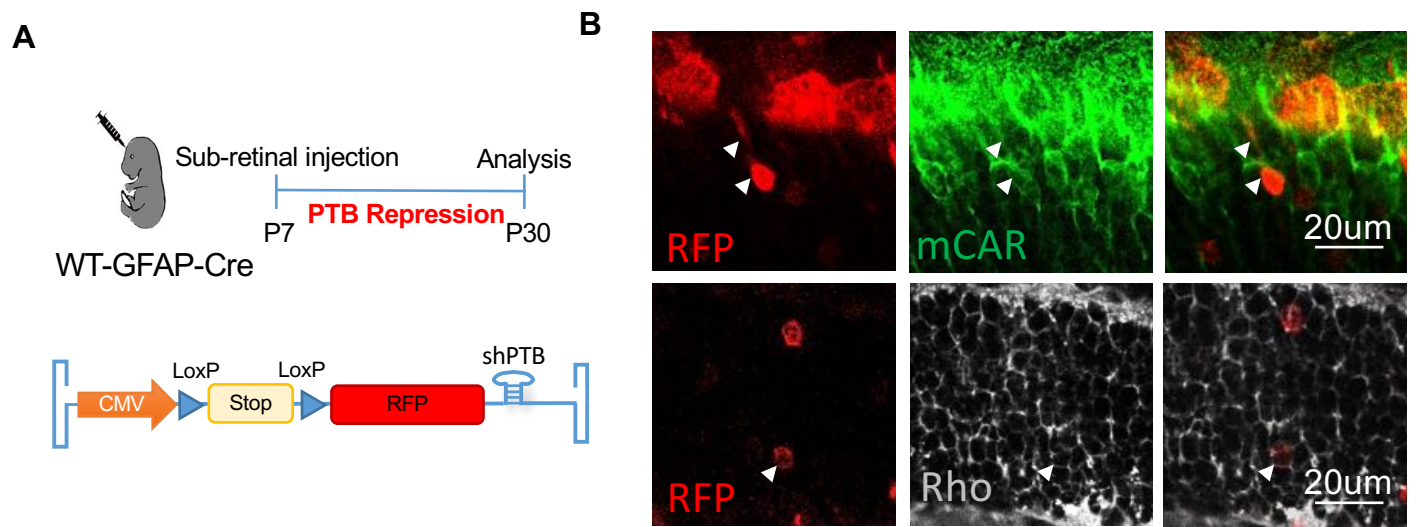 A
B
Sub-retinal injection
Analysis
PTB Repression
P7
P30
WT-GFAP-Cre
LoxP
LoxP
shPTB
CMV
Stop
RFP
RFP
mCAR
20um
RFP
Rho
20um